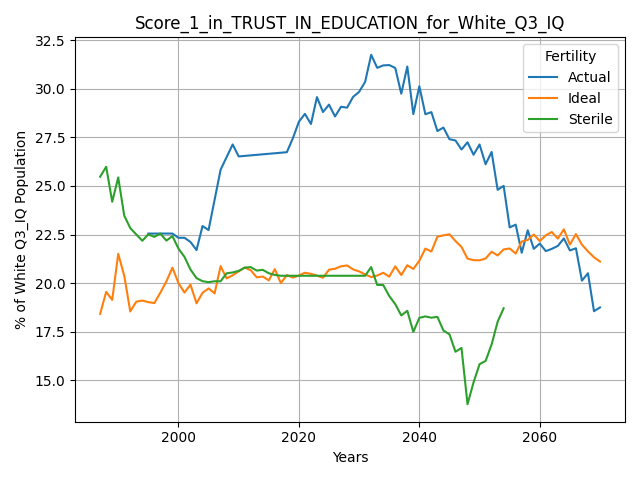 Score_1_in_TRUST_IN_EDUCATION_for_White_Q3_IQ
32.5
30.0
27.5
25.0
22.5
20.0
17.5
15.0
% of White Q3_IQ Population
Fertility
Actual
Ideal
Sterile
2000
2020
2040
2060
Years